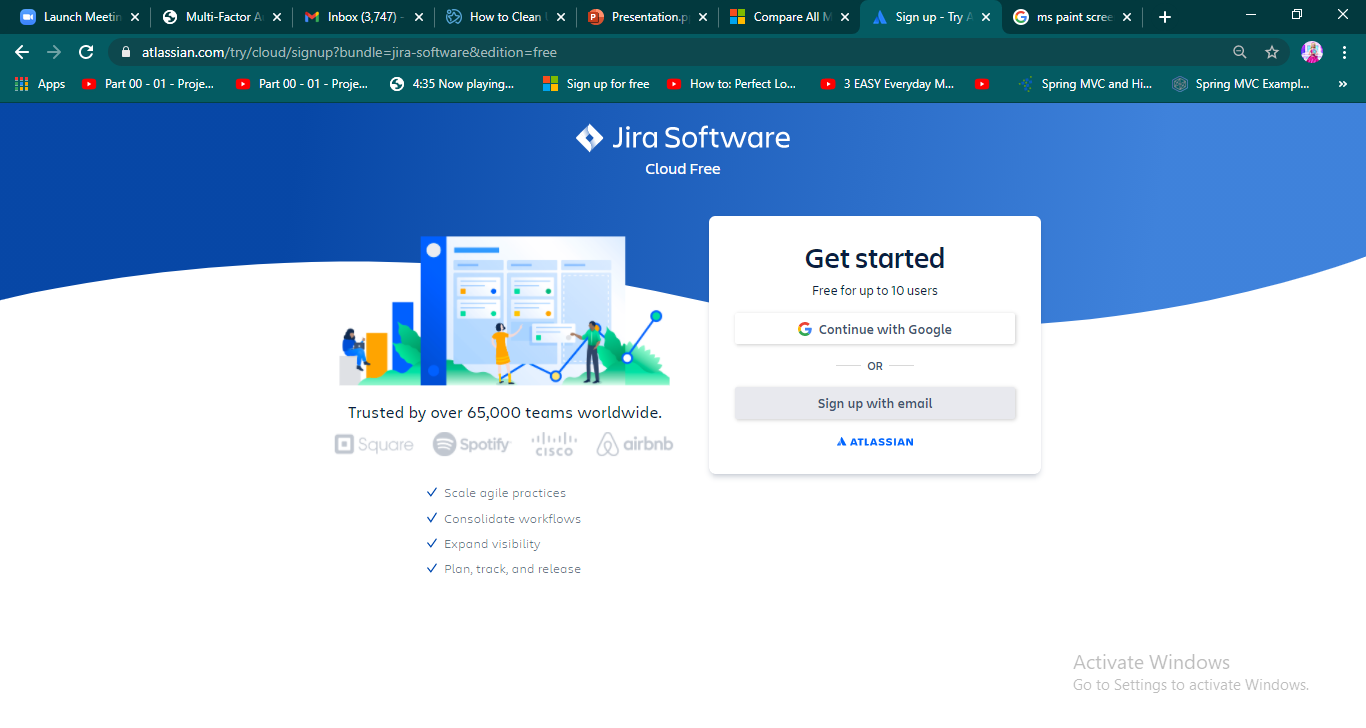 Launch Meetin
Multi-Factor A
Inbox (3,747) -
How to Clean
Presentation.p
Compare All M
Sign up - Try A
ms paint scree
atlassian.com/try/cloud/signup?bundle=jira-software&edition=free
Apps
Part 00 - 01 - Proje...
Part 00 - 01 - Proje...
4:35 Now playing...
Sign up for free
How to: Perfect Lo...
3 EASY Everyday M...
Spring MVC and Hi...
Spring MVC Exampl...
»
Jira Software
Cloud Free
Get started
Free for up to 10 users
Continue with Google
OR
Sign up with email
ATLASSIAN
Trusted by over 65,000 teams worldwide.
Square
Spotify
cisco
airbnb
Scale agile practices
Consolidate workflows
Expand visibility
Plan, track, and release
Activate Windows
Go to Settings to activate Windows.